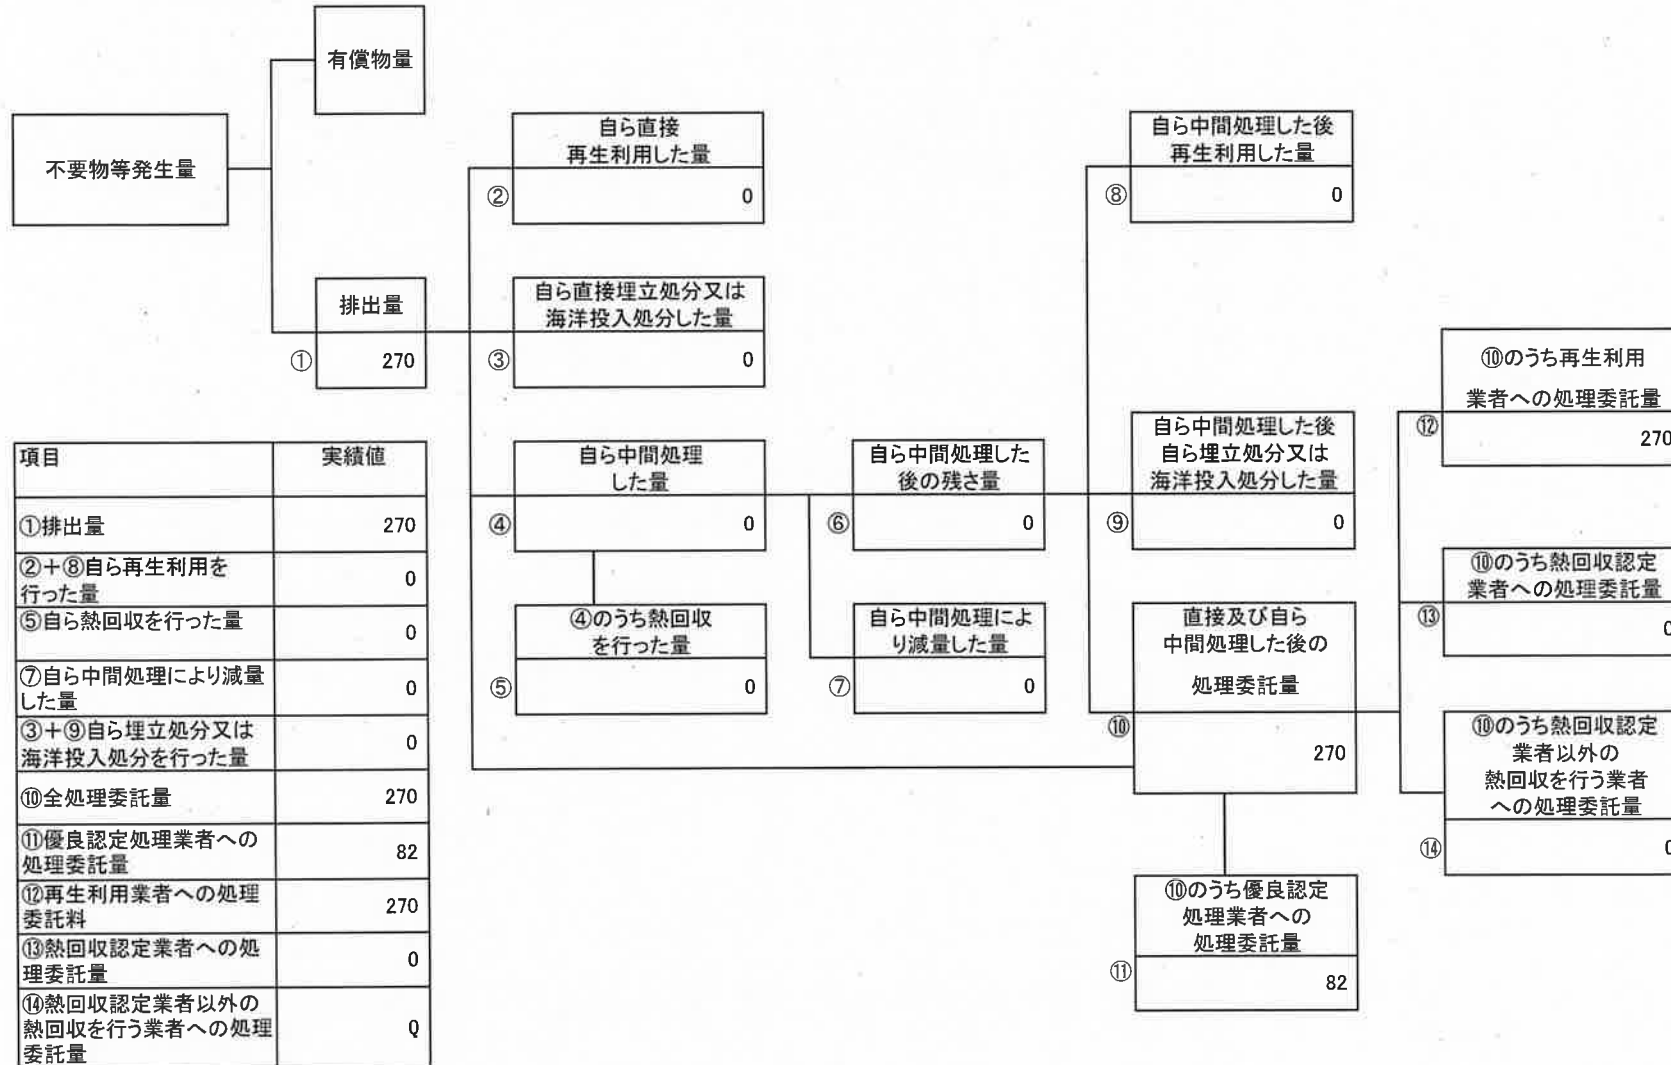 有償物量
不要物等発生量
排出量
①
270
自ら直接
再生利用した量
②
0
自ら直接埋立処分又は
海洋投入処分した量
③
0
自ら中間処理
した量
④
0
④のうち熱回収
を行った量
⑤
0
自ら中間処理した
後の残さ量
⑥
0
自ら中間処理によ
り減量した量
⑦
0
自ら中間処理した後
再生利用した量
⑧
0
自ら中間処理した後
自ら埋立処分又は
海洋投入処分した量
⑨
0
直接及び自ら
中間処理した後の
処理委託量
⑩
270
⑩のうち優良認定
処理業者への
処理委託量
⑪
82
⑩のうち再生利用
業者への処理委託量
⑫
270
⑩のうち熱回収認定
業者への処理委託量
⑬
0
⑩のうち熱回収認定
業者以外の
熱回収を行う業者
への処理委託量
⑭
0
項目 実績値
①排出量 270
②+⑧自ら再生利用を
行った量 0
⑤自ら熱回収を行った量 0
⑦自ら中間処理により減量
した量 0
③+⑨自ら埋立処分又は
海洋投入処分を行った量 0
⑩全処理委託量 270
⑪優良認定処理業者への
処理委託量 82
⑫再生利用業者への処理
委託料 270
⑬熱回収認定業者への処
理委託量 0
⑭熱回収認定業者以外の
熱回収を行う業者への処理
委託量 0